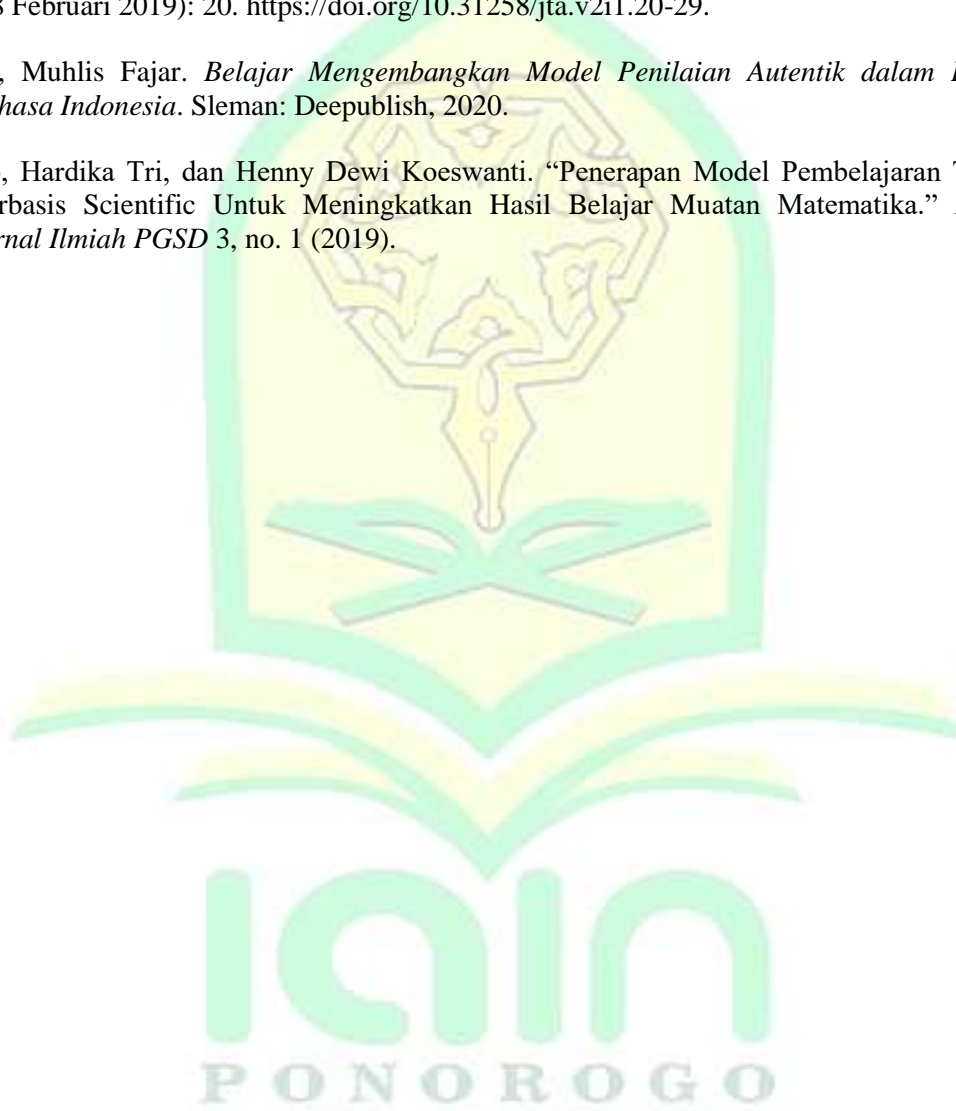 Februari 2019): 20. https://doi.org/10.31258/jta.v2i1.20-29.
, Muhlis Fajar. Belajar Mengembangkan Model Penilaian Autentik dalam
hasa Indonesia. Sleman: Deepublish, 2020.
, Hardika Tri, dan Henny Dewi Koeswanti. “Penerapan Model Pembelajaran
rbasis Scientific Untuk Meningkatkan Hasil Belajar Muatan Matematika.”
rnal Ilmiah PGSD 3, no. 1 (2019).
iain
PONOROGO